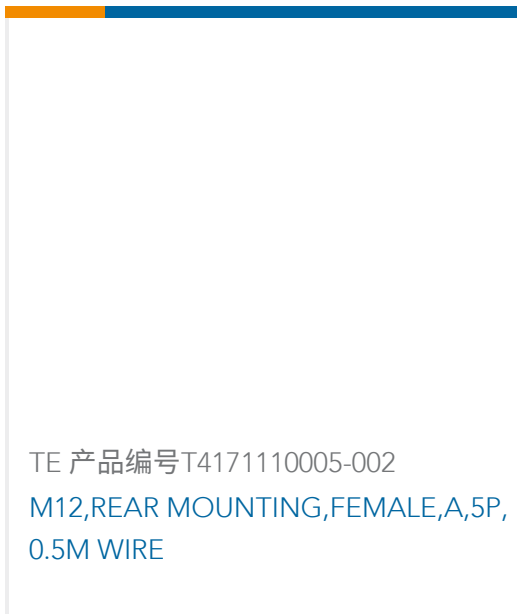 TE 产品编号T4171110005-002
M12,REAR MOUNTING,FEMALE,A,5P,
0.5M WIRE